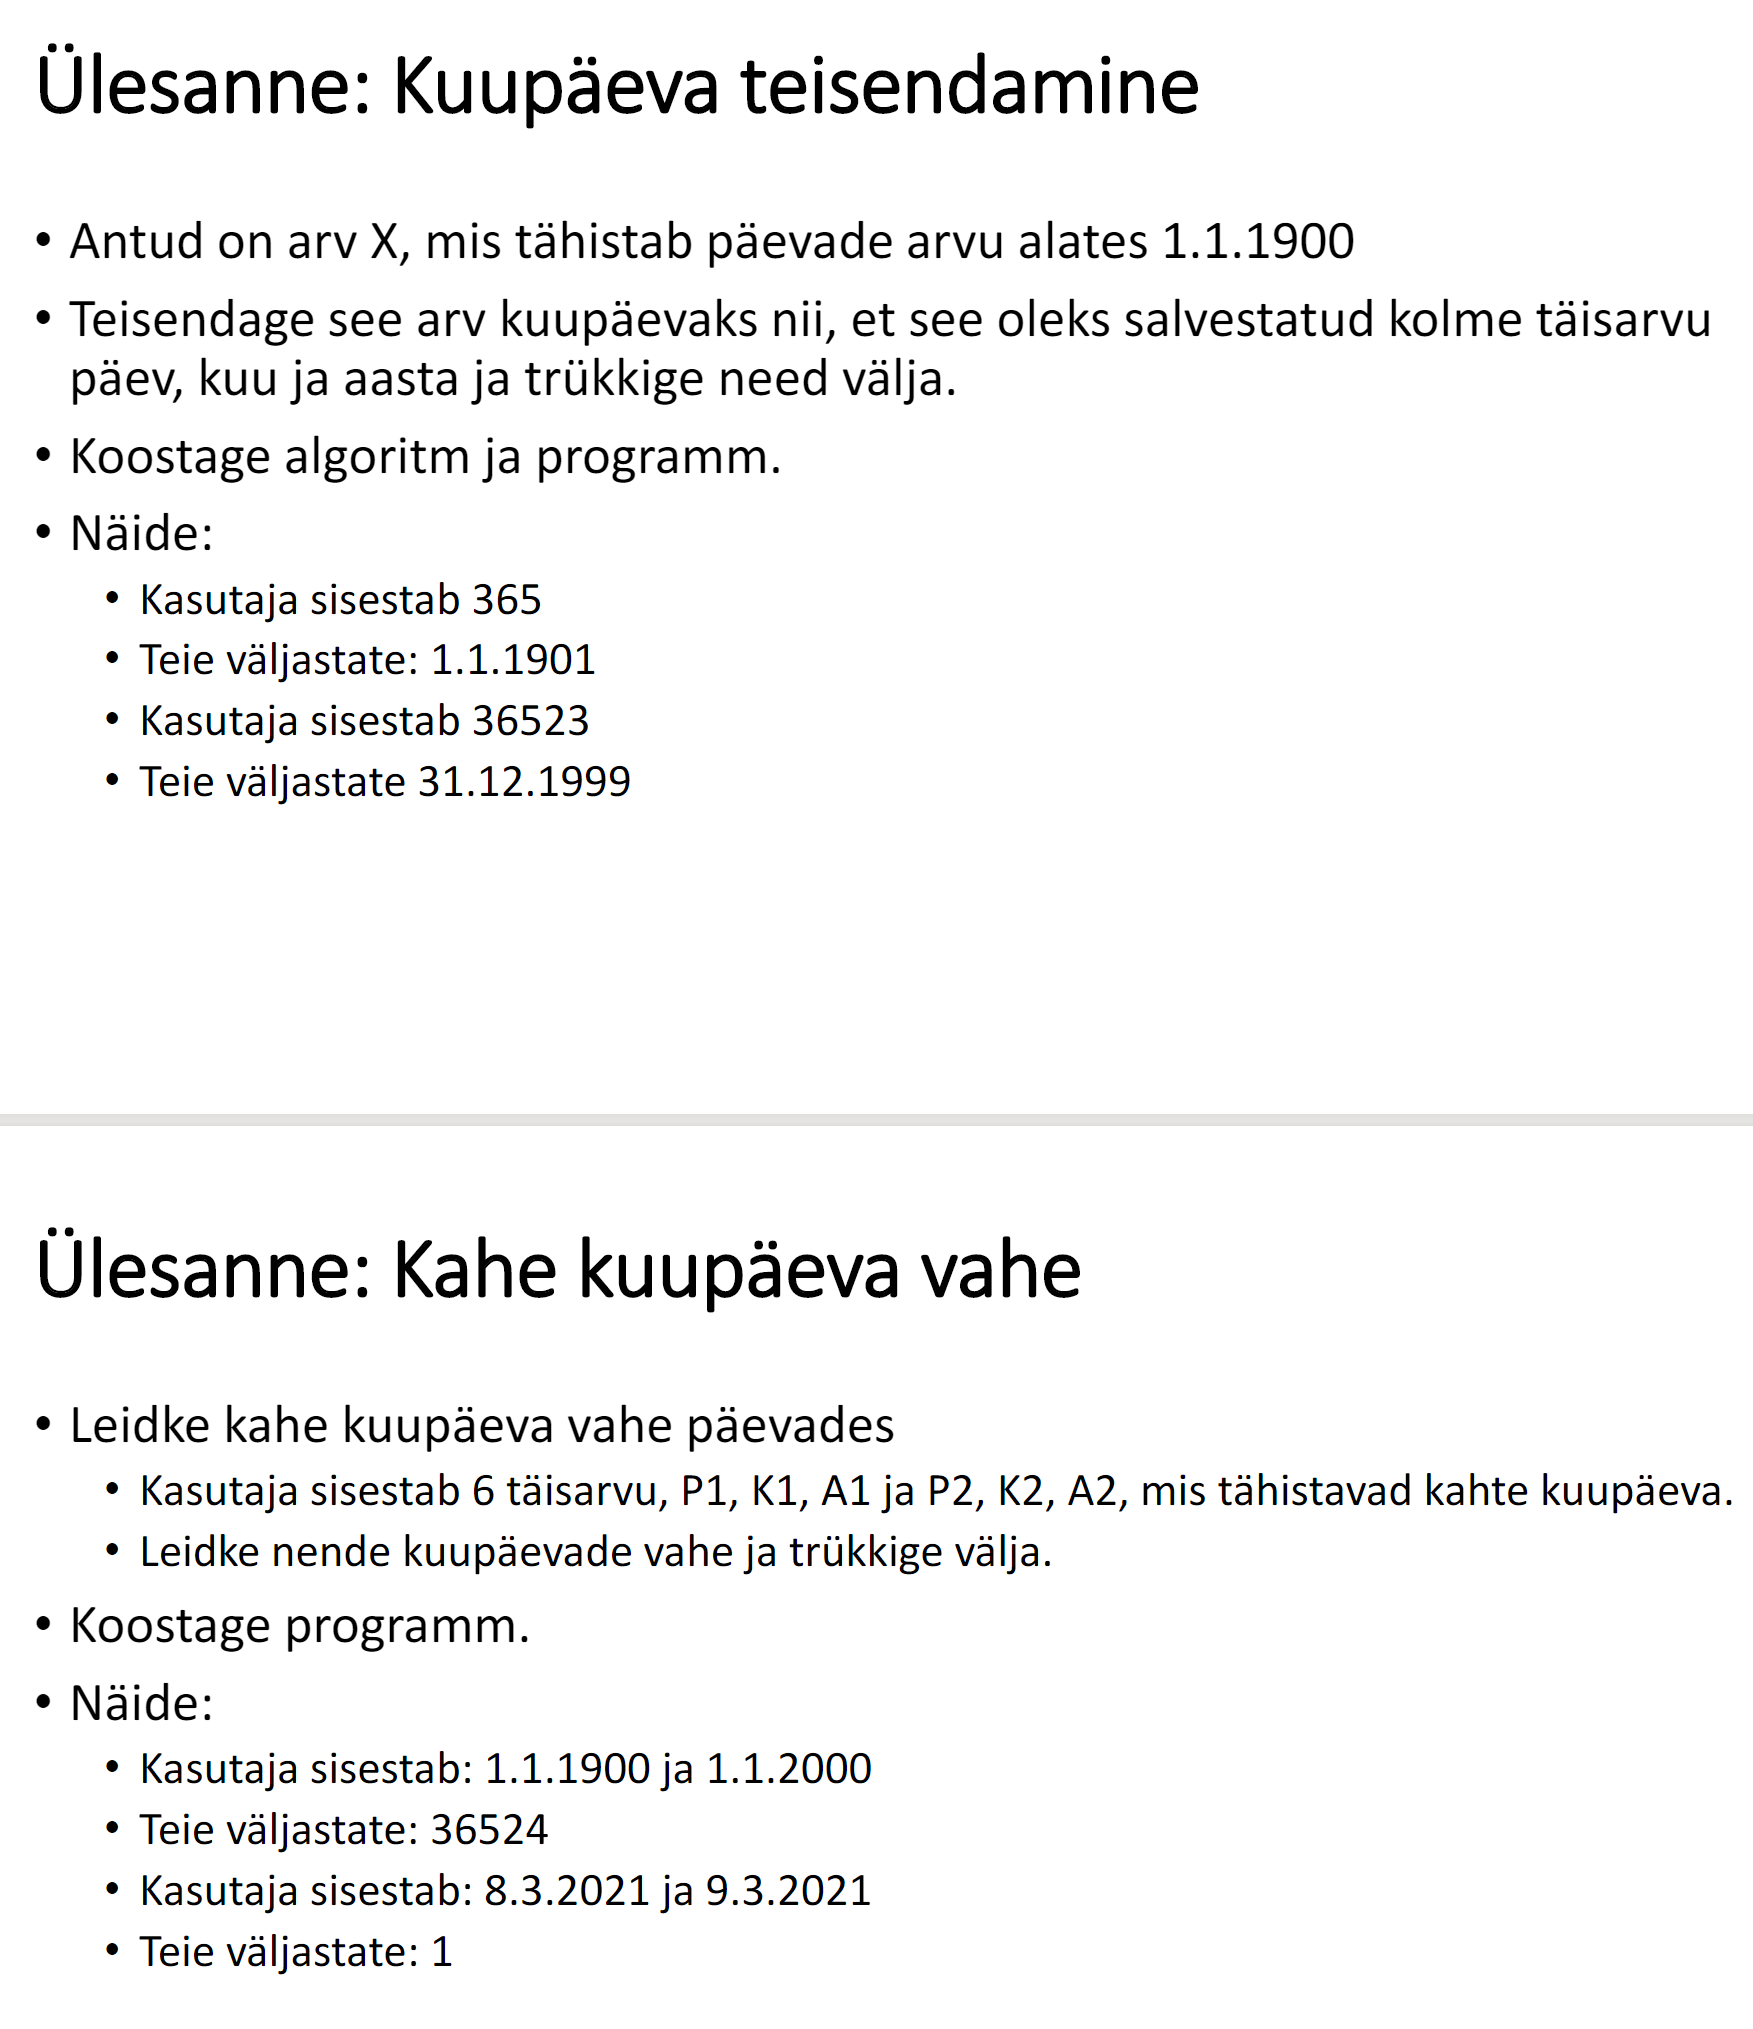 Ülesanne: Kuupäeva teisendamine
• Antud on arv X, mis tähistab päevade arvu alates 1.1.1900
• Teisendage see arv kuupäevaks nii, et see oleks salvestatud kolme täisarvu
päev, kuu ja aasta ja trükkige need välja.
• Koostage algoritm ja programm.
• Näide:
• Kasutaja sisestab 365
• Teie väljastate: 1.1.1901
• Kasutaja sisestab 36523
• Teie väljastate 31.12.1999
Ülesanne: Kahe kuupäeva vahe
• Leidke kahe kuupäeva vahe päevades
• Kasutaja sisestab 6 täisarvu, P1, K1, A1 ja P2, K2, A2, mis tähistavad kahte kuupäeva.
• Leidke nende kuupäevade vahe ja trükkige välja.
• Koostage programm.
• Näide:
• Kasutaja sisestab: 1.1.1900 ja 1.1.2000
• Teie väljastate: 36524
• Kasutaja sisestab: 8.3.2021 ja 9.3.2021
• Teie väljastate: 1